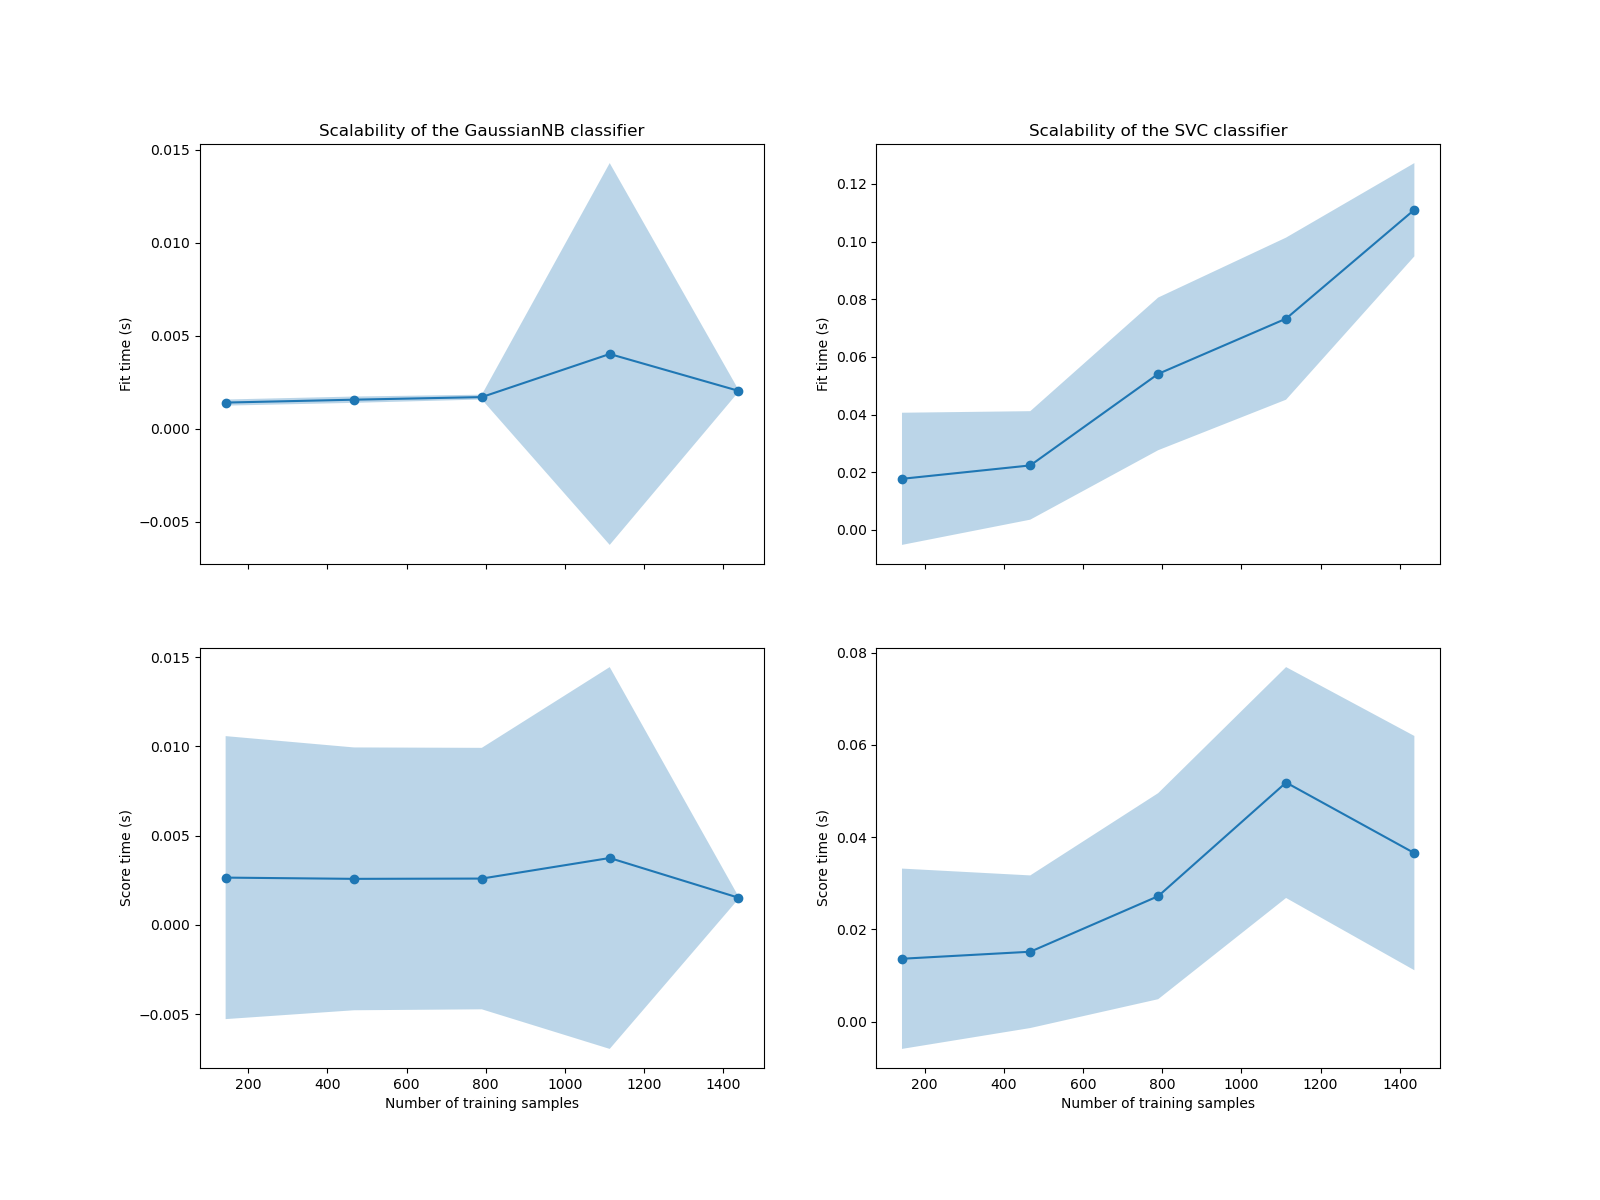 Scalability of the GaussianNB classifier
0.015
0.010
0.005
0.000
−0.005
Fit time (s)
Scalability of the SVC classifier
0.12
0.10
0.08
0.06
0.04
0.02
0.00
Fit time (s)
0.015
0.010
0.005
0.000
−0.005
Score time (s)
200 400 600 800 1000 1200 1400
Number of training samples
0.08
0.06
0.04
0.02
0.00
Score time (s)
200 400 600 800 1000 1200 1400
Number of training samples